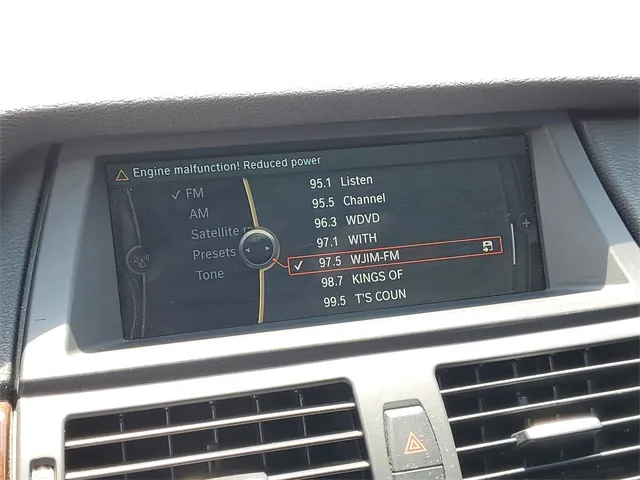 Engine malfunction! Reduced power
FM
AM
Satellite
Presets
Tone
95.1 Listen
95.5 Channel
96.3 WDVD
97.1 WITH
97.5 WJIM-FM
98.7 KINGS OF
99.5 T'S COUN